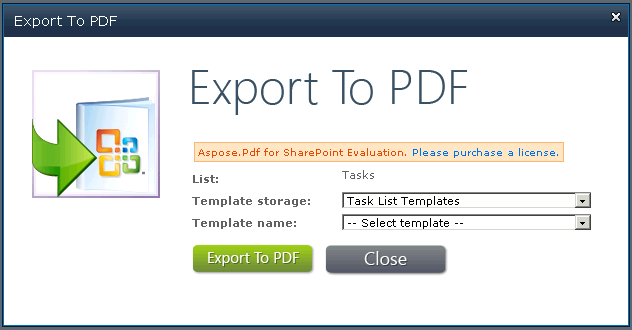 Export To PDF
Export To PDF
Aspose.Pdf for SharePoint Evaluation. Please purchase a license.
List: Tasks
Template storage: Task List Templates
Template name: -- Select template --
Export To PDF Close